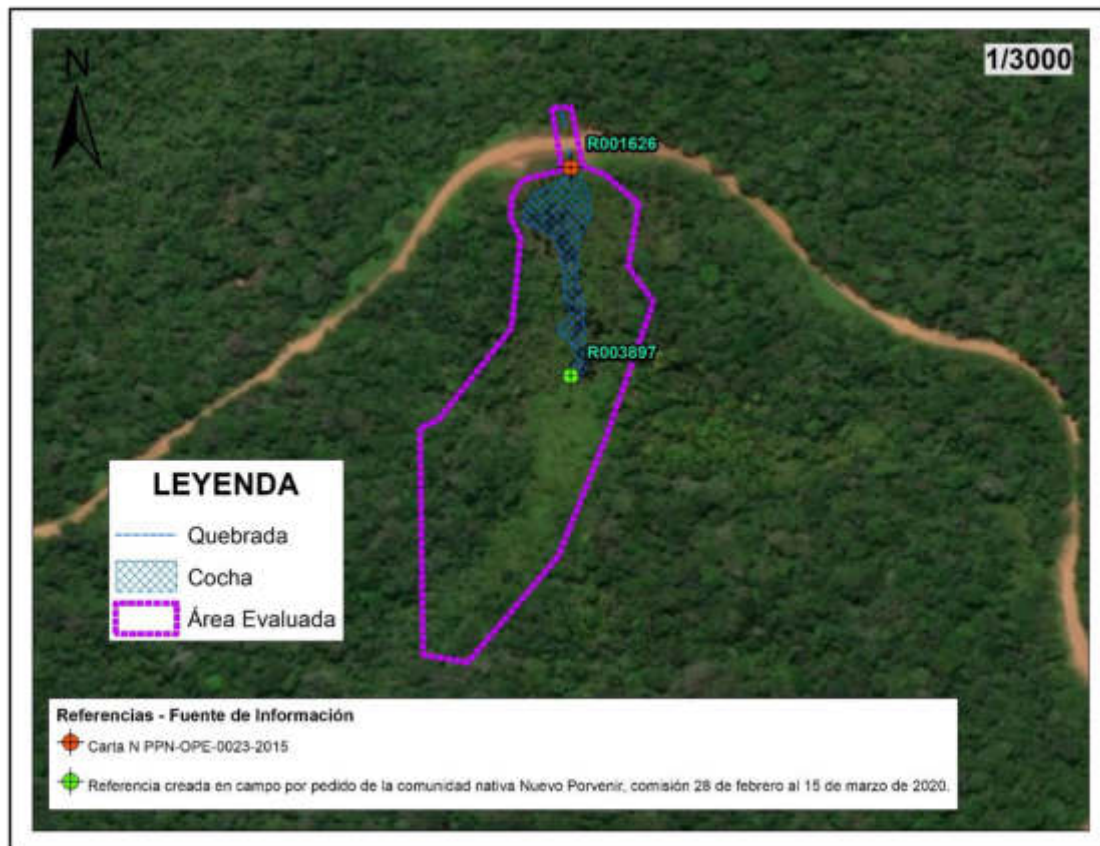 N
1/3000
R001626
R003897
LEYENDA
Quebrada
Cocha
Área Evaluada
Referencias - Fuente de Información
Carta N PPN-OPE-0023-2015
Referencia creada en campo por pedido de la comunidad nativa Nuevo Porvenir, comisión 28 de febrero al 15 de marzo de 2020.